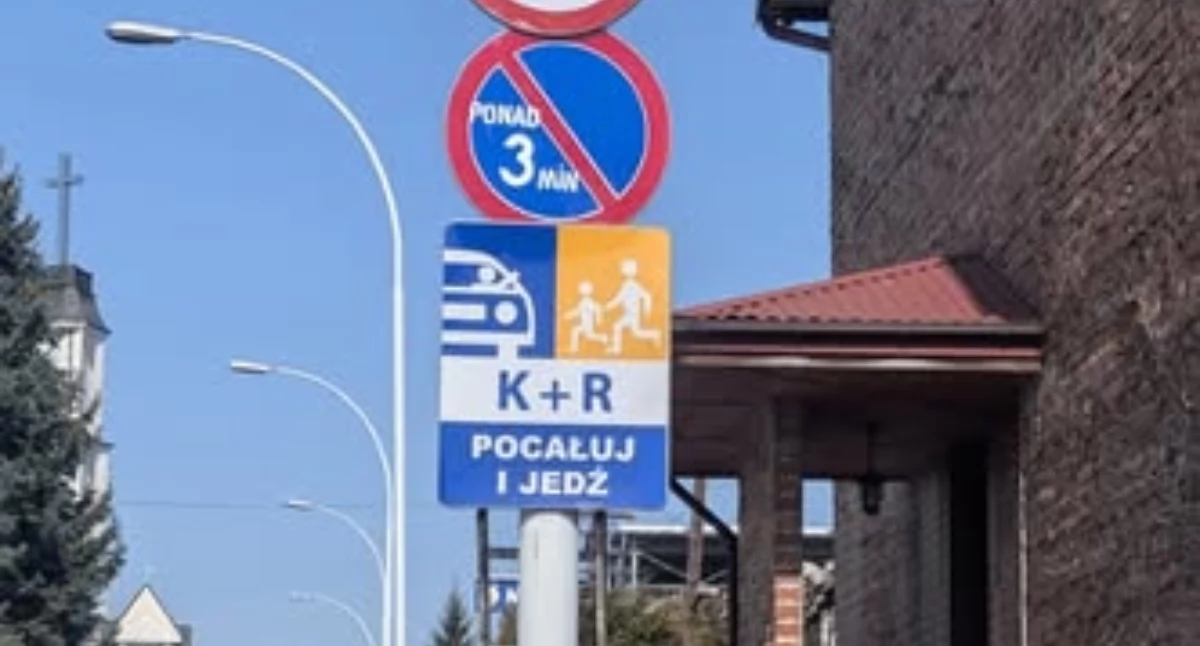 PONAD
3 MIN
K+R
POCAŁUJ
I JEDŹ